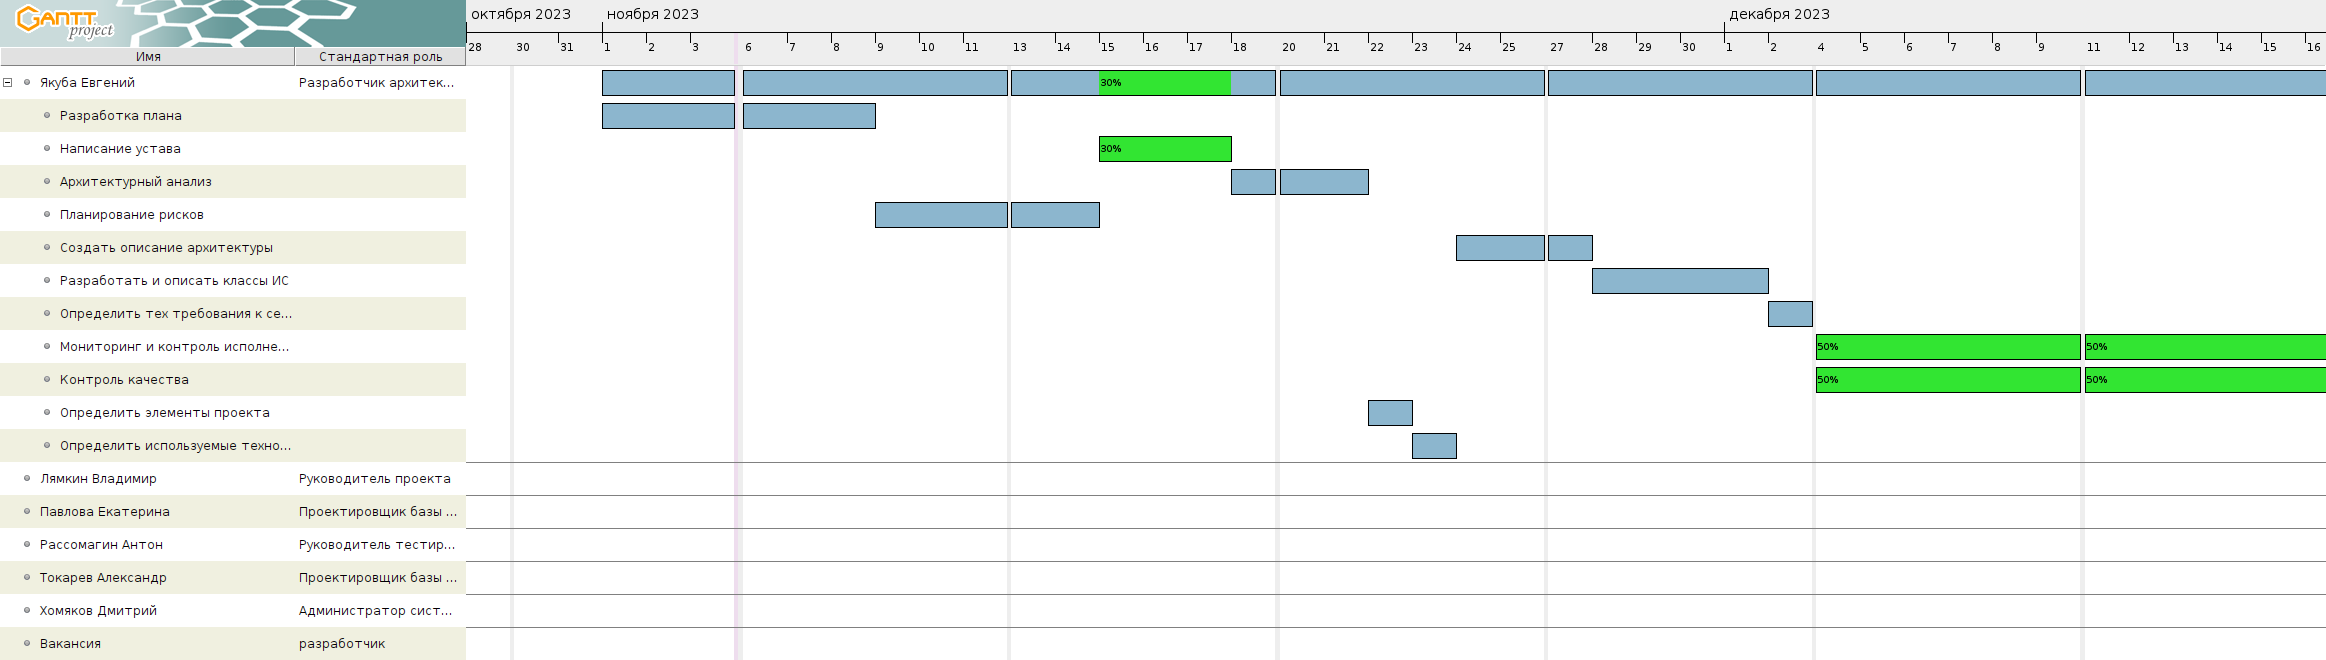 GANTT
project
октября 2023 ноября 2023 декабря 2023
28 30 31 1 2 3 6 7 8 9 10 11 13 14 15 16 17 18 20 21 22 23 24 25 27 28 29 30 1 2 4 5 6 7 8 9 11 12 13 14 15 16
Имя Стандартная роль
Якуба Евгений Разработчик архитек... 30%
Разработка плана
Написание устава 30%
Архитектурный анализ
Планирование рисков
Создать описание архитектуры
Разработать и описать классы ИС
Определить тех требования к се...
Мониторинг и контроль исполне... 50% 50%
Контроль качества 50% 50%
Определить элементы проекта
Определить используемые техно...
Лямкин Владимир Руководитель проекта
Павлова Екатерина Проектировщик базы ...
Рассомагин Антон Руководитель тестир...
Токарев Александр Проектировщик базы ...
Хомяков Дмитрий Администратор сист...
Вакансия разработчик